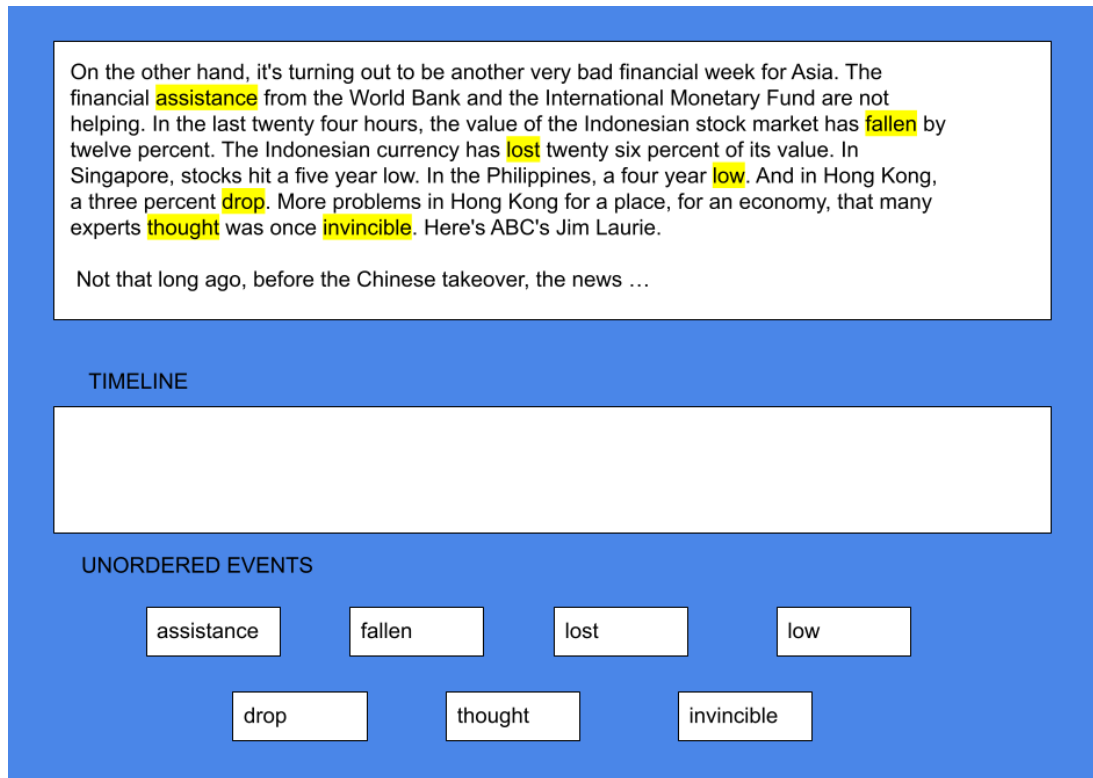 On the other hand, it's turning out to be another very bad financial week for Asia. The
financial assistance from the World Bank and the International Monetary Fund are not
helping. In the last twenty four hours, the value of the Indonesian stock market has fallen by
twelve percent. The Indonesian currency has lost twenty six percent of its value. In
Singapore, stocks hit a five year low. In the Philippines, a four year low. And in Hong Kong,
a three percent drop. More problems in Hong Kong for a place, for an economy, that many
experts thought was once invincible. Here's ABC's Jim Laurie.
Not that long ago, before the Chinese takeover, the news …
TIMELINE
UNORDERED EVENTS
assistance fallen lost low
drop thought invincible